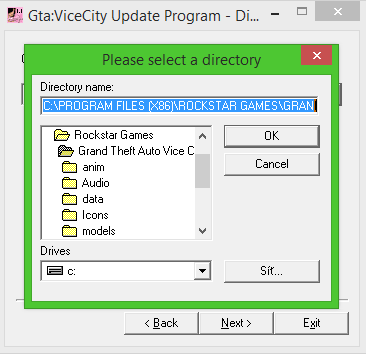 Gta:ViceCity Update Program - Di...
Please select a directory
Directory name:
C:\PROGRAM FILES (X86)\ROCKSTAR GAMES\GRAN
Rockstar Games
Grand Theft Auto Vice C
anim
Audio
data
Icons
models
OK
Cancel
Drives
c:
Síť...
< Back
Next >
Exit